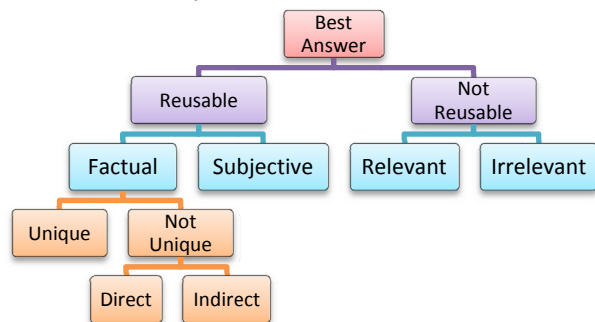 Best
Answer
Reusable
Not
Reusable
Factual
Subjective
Relevant
Irrelevant
Unique
Not
Unique
Direct
Indirect